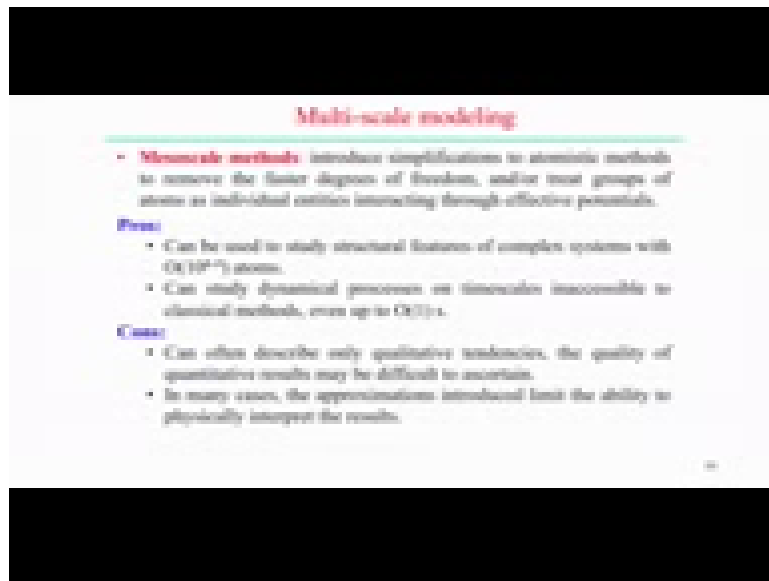 Multi-scale modeling
• Mesoscale methods: introduce simplifications to atomistic methods
to remove the faster degrees of freedom, and/or treat groups of
atoms as individual entities interacting through effective potentials.
Pros:
• Can be used to study structural features of complex systems with
atoms.
• Can study dynamical processes on timescales inaccessible to
classical methods, even up to O(1) s.
Cons:
• Can often describe only qualitative tendencies, the quality of
quantitative results may be difficult to ascertain.
• In many cases, the approximations introduced limit the ability to
physically interpret the results.